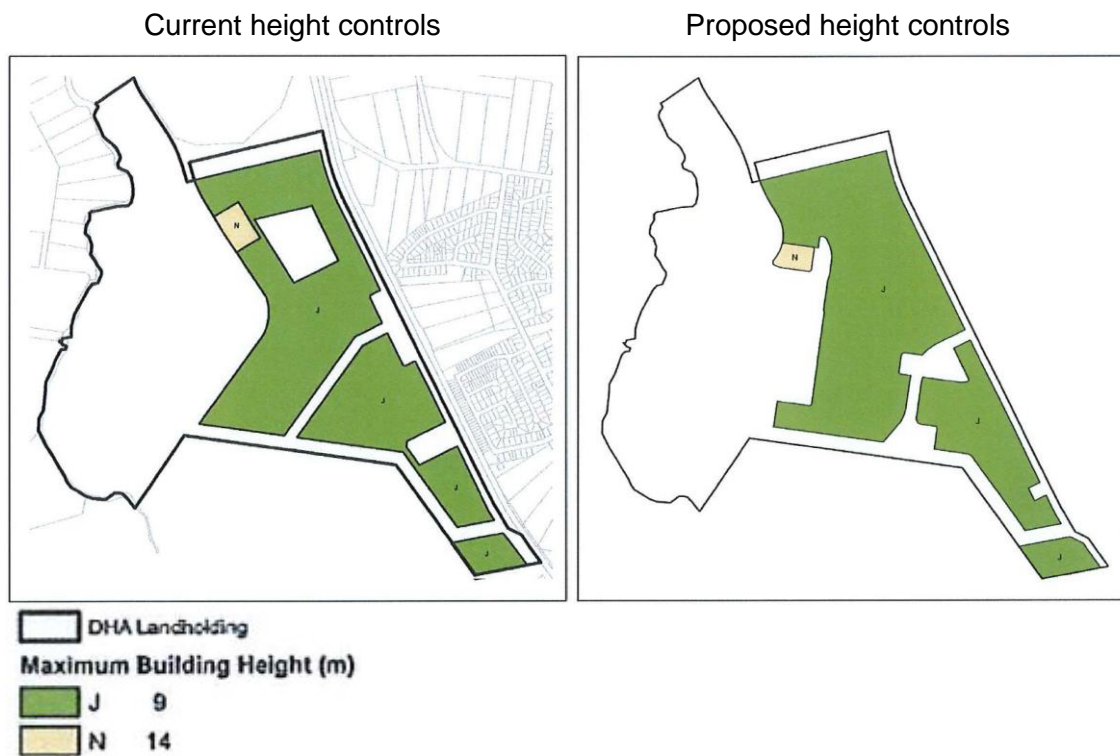 Current height controls
Proposed height controls
N
J
J
J
J
N
J
J
J
DHA Landholding
Maximum Building Height (m)
J 9
N 14